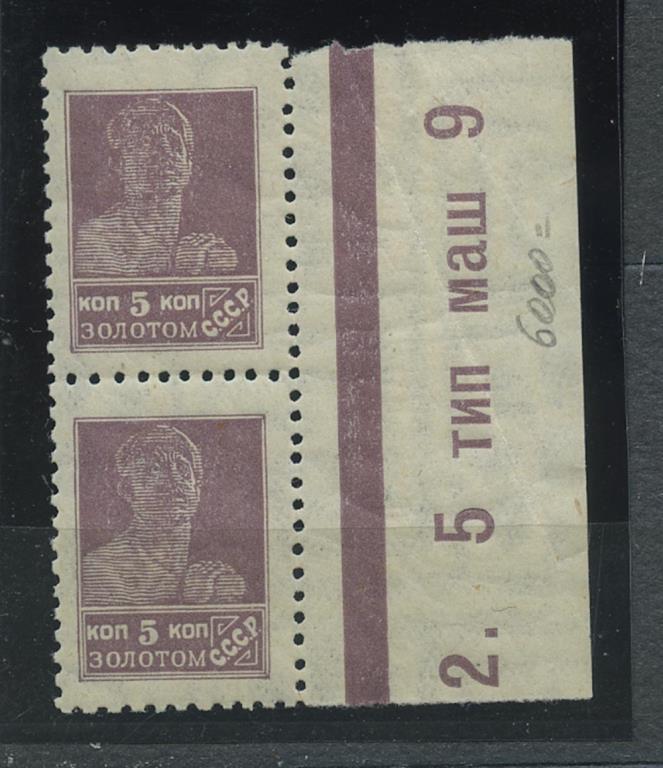 КОП 5 КОП
ЗОЛОТОМ
С.С.С.Р.
КОП 5 КОП
ЗОЛОТОМ
С.С.С.Р.
2. 5 тип маш 9
6000=